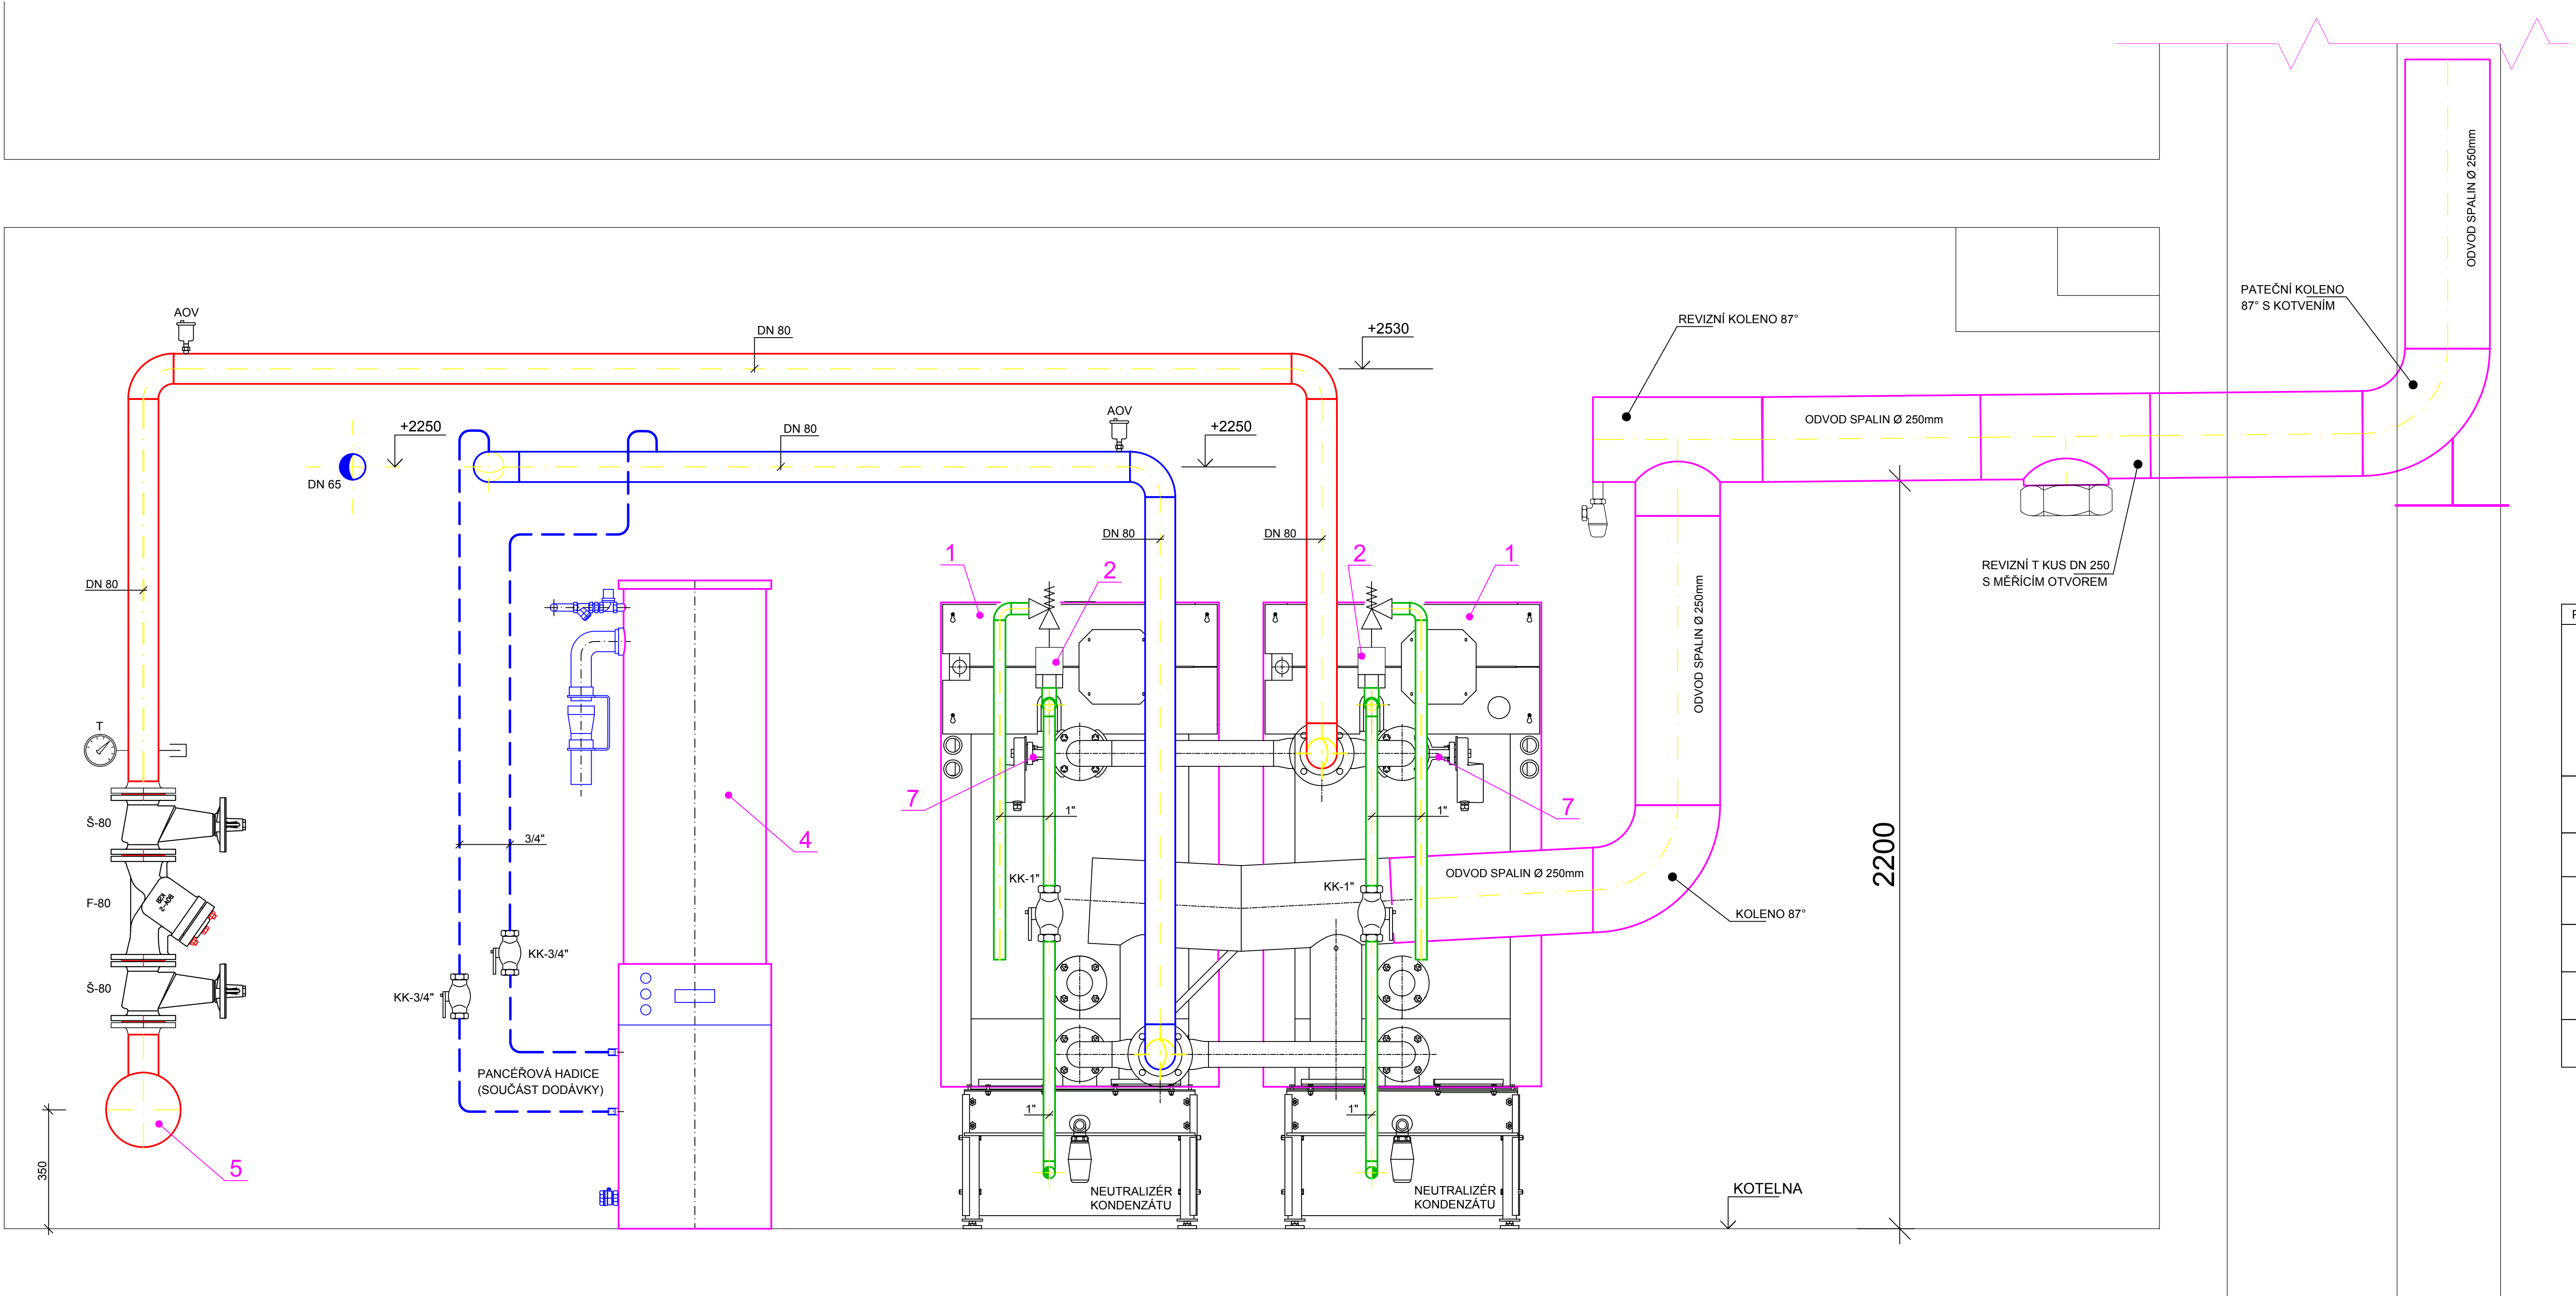 ODVOD SPALIN Ø 250mm
PATEČNÍ KOLENO
87° S KOTVENÍM
AOV
DN 80
+2530
REVIZNÍ KOLENO 87°
ODVOD SPALIN Ø 250mm
+2250
DN 65
DN 80
AOV
+2250
DN 80
DN 80
DN 80
1
2
2
1
REVIZNÍ T KUS DN 250
S MĚŘÍCÍM OTVOREM
ODVOD SPALIN Ø 250mm
T
7
7
1"
1"
Š-80
3/4"
4
2200
F-80
KSB
BOA-S
KK-1"
KK-1"
ODVOD SPALIN Ø 250mm
KOLENO 87°
KK-3/4"
KK-3/4"
Š-80
PANCÉŘOVÁ HADICE
(SOUČÁST DODÁVKY)
1"
1"
350
5
NEUTRALIZÉR
KONDENZÁTU
NEUTRALIZÉR
KONDENZÁTU
KOTELNA